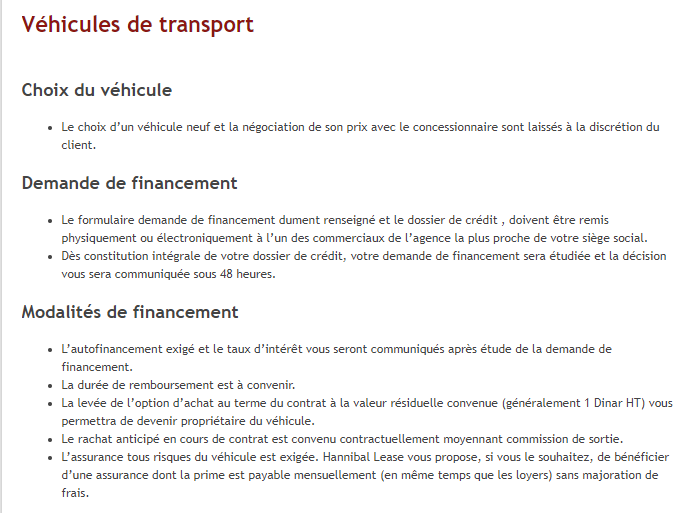 Véhicules de transport
Choix du véhicule
• Le choix d’un véhicule neuf et la négociation de son prix avec le concessionnaire sont laissés à la discrétion du
client.
Demande de financement
• Le formulaire demande de financement dument renseigné et le dossier de crédit , doivent être remis
physiquement ou électroniquement à l’un des commerciaux de l’agence la plus proche de votre siège social.
• Dès constitution intégrale de votre dossier de crédit, votre demande de financement sera étudiée et la décision
vous sera communiquée sous 48 heures.
Modalités de financement
• L’autofinancement exigé et le taux d’intérêt vous seront communiqués après étude de la demande de
financement.
• La durée de remboursement est à convenir.
• La levée de l’option d’achat au terme du contrat à la valeur résiduelle convenue (généralement 1 Dinar HT) vous
permettra de devenir propriétaire du véhicule.
• Le rachat anticipé en cours de contrat est convenu contractuellement moyennant commission de sortie.
• L’assurance tous risques du véhicule est exigée. Hannibal Lease vous propose, si vous le souhaitez, de bénéficier
d’une assurance dont la prime est payable mensuellement (en même temps que les loyers) sans majoration de
frais.